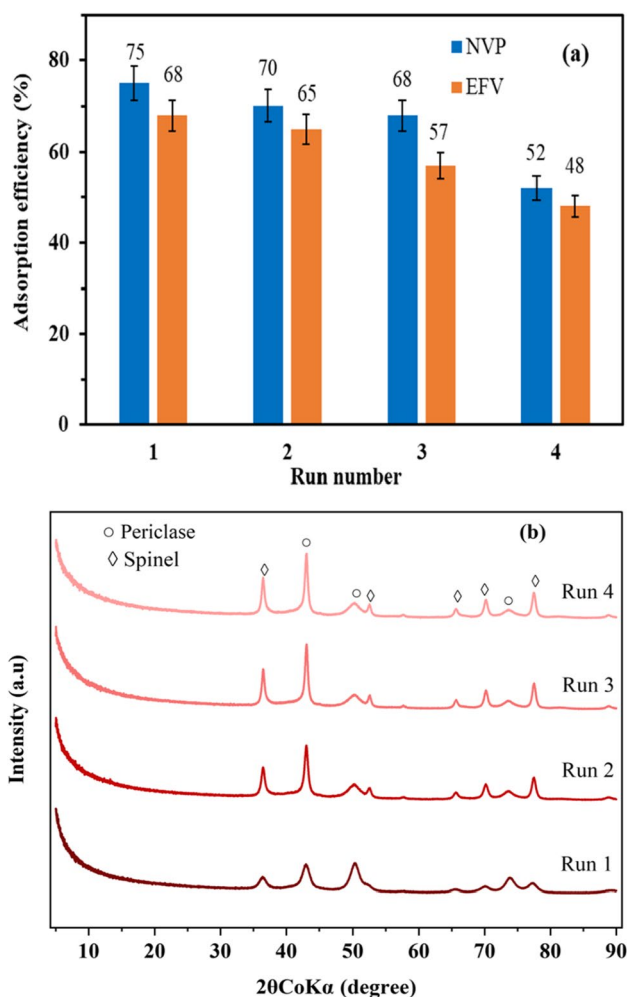 80
60
40
20
0
Adsorption efficiency (%)
NVP
EFV
(a)
75
68
70
65
68
57
52
48
1 2 3 4
Run number
(b)
○ Periclase
◊ Spinel
Run 4
Run 3
Run 2
Run 1
Intensity (a.u)
10 20 30 40 50 60 70 80 90
2θCoKα (degree)